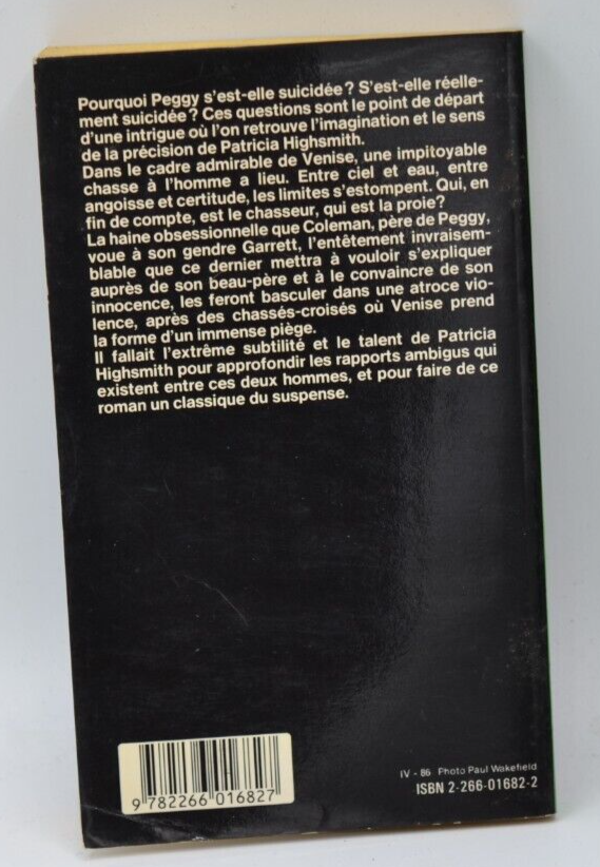 Pourquoi Peggy s'est-elle suicidée? S'est-elle réelle-
ment suicidée? Ces questions sont le point de départ
d'une intrigue où l'on retrouve l'imagination et le sens
de la précision de Patricia Highsmith.
Dans le cadre admirable de Venise, une impitoyable
chasse à l'homme a lieu. Entre ciel et eau, entre
angoisse et certitude, les limites s'estompent. Qui, en
fin de compte, est le chasseur, qui est la proie?
La haine obsessionnelle que Coleman, père de Peggy,
voue à son gendre Garrett, l'entêtement invraisem-
blable que ce dernier mettra à vouloir s'expliquer
auprès de son beau-père et à le convaincre de son
innocence, les feront basculer dans une atroce vio-
lence, après des chassés-croisés où Venise prend
la forme d'un immense piège.
Il fallait l'extrême subtilité et le talent de Patricia
Highsmith pour approfondir les rapports ambigus qui
existent entre ces deux hommes, et pour faire de ce
roman un classique du suspense.
9 782266 016827
IV - 86 Photo Paul Wakefield
ISBN 2-266-01682-2